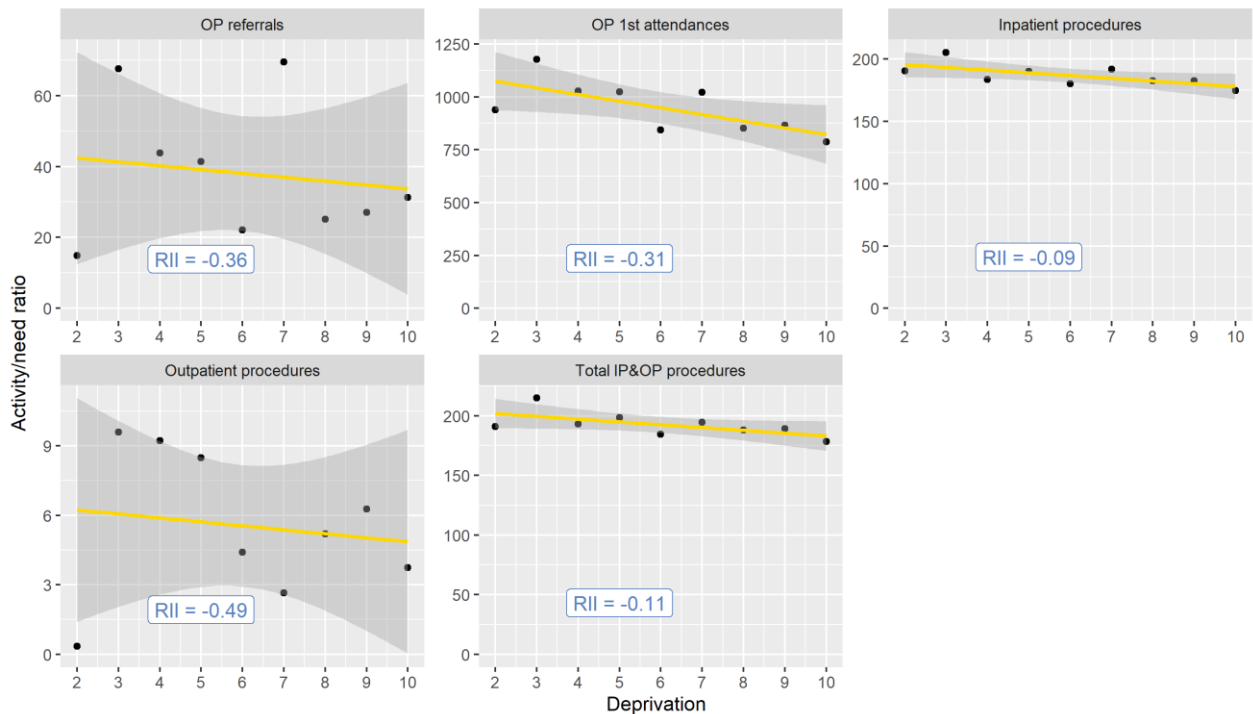 OP referrals
OP 1st attendances
Inpatient procedures
60
40
20
0
RII = -0.36
2 3 4 5 6 7 8 9 10
1250
1000
750
500
250
0
RII = -0.31
2 3 4 5 6 7 8 9 10
200
150
100
50
0
RII = -0.09
2 3 4 5 6 7 8 9 10
Activity/need ratio
Outpatient procedures
Total IP&OP procedures
9
6
3
0
RII = -0.49
2 3 4 5 6 7 8 9 10
200
150
100
50
0
RII = -0.11
2 3 4 5 6 7 8 9 10
Deprivation